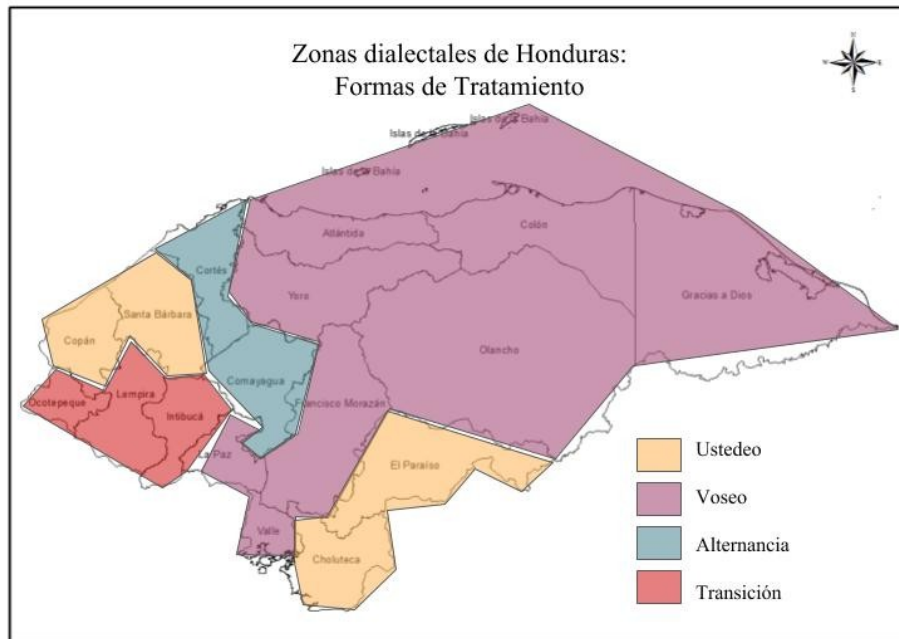 Zonas dialectales de Honduras:
Formas de Tratamiento
N
W
E
S
Islas de la Bahía
Islas de la Bahía
Islas de la Bahía
Atlántida
Colón
Cortés
Yoro
Gracias a Dios
Santa Bárbara
Copán
Olancho
Comayagua
Ocotepeque
Lempira
Intibucá
Francisco Morazán
La Paz
El Paraíso
Valle
Choluteca
Ustedeo
Voseo
Alternancia
Transición